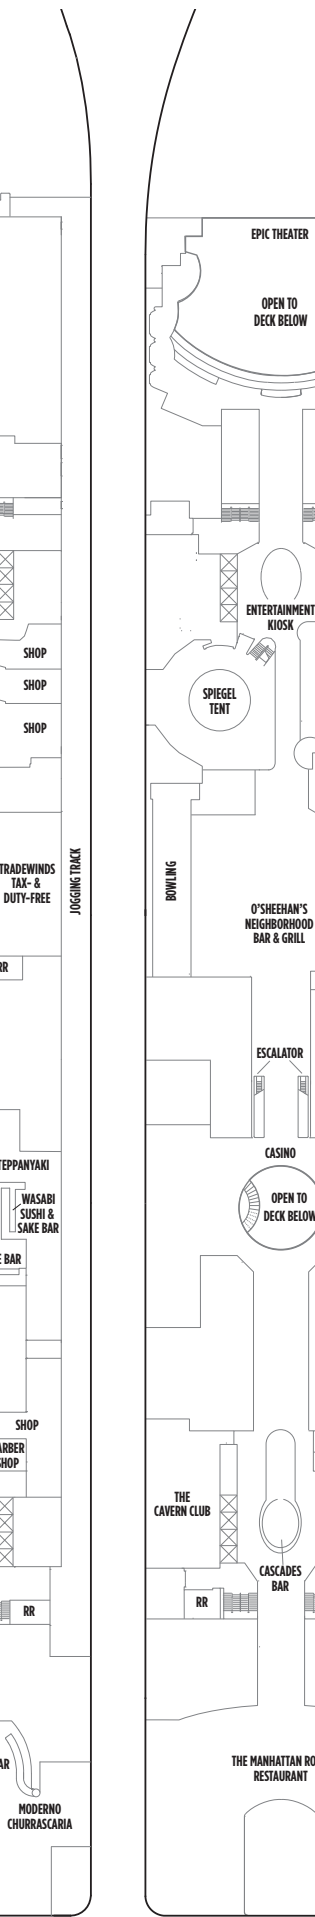 SHOP
SHOP
SHOP
TRADEWINDS
TAX- &
DUTY-FREE
JOGGING TRACK
RR
TEPPANYAKI
WASABI
SUSHI &
SAKE BAR
BAR
SHOP
SHOP
RR
MODERNO
CHURRASCARIA
EPIC THEATER
OPEN TO
DECK BELOW
ENTERTAINMENT
KIOSK
SPIEGEL
TENT
BOWLING
O'SHEEHAN'S
NEIGHBORHOOD
BAR & GRILL
ESCALATOR
CASINO
OPEN TO
DECK BELOW
THE
CAVERN CLUB
CASCADES
BAR
RR
THE MANHATTAN RO
RESTAURANT